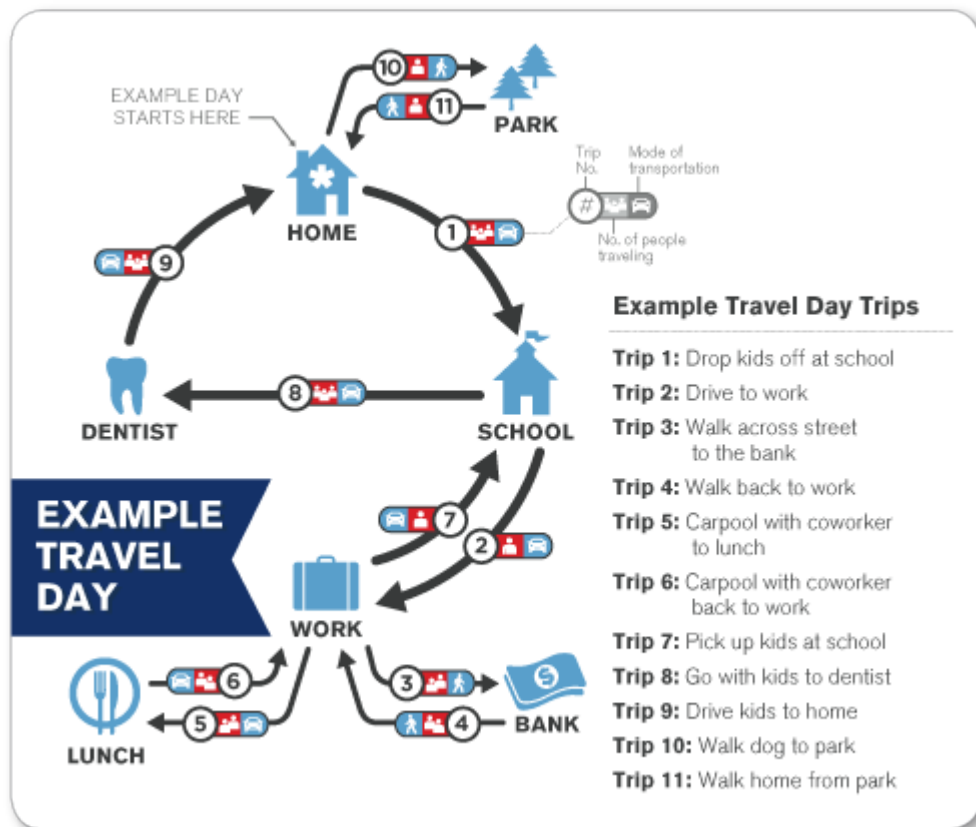 10
EXAMPLE DAY
STARTS HERE
11
PARK
Trip
No.
Mode of
transportation
#
No. of people
traveling
HOME
1
9
Example Travel Day Trips
Trip 1: Drop kids off at school
8
Trip 2: Drive to work
DENTIST
SCHOOL
Trip 3: Walk across street
to the bank
Trip 4: Walk back to work
EXAMPLE
TRAVEL
DAY
7
2
Trip 5: Carpool with coworker
to lunch
Trip 6: Carpool with coworker
back to work
WORK
Trip 7: Pick up kids at school
6
3
$
Trip 8: Go with kids to dentist
5
4
BANK
Trip 9: Drive kids to home
LUNCH
Trip 10: Walk dog to park
Trip 11: Walk home from park